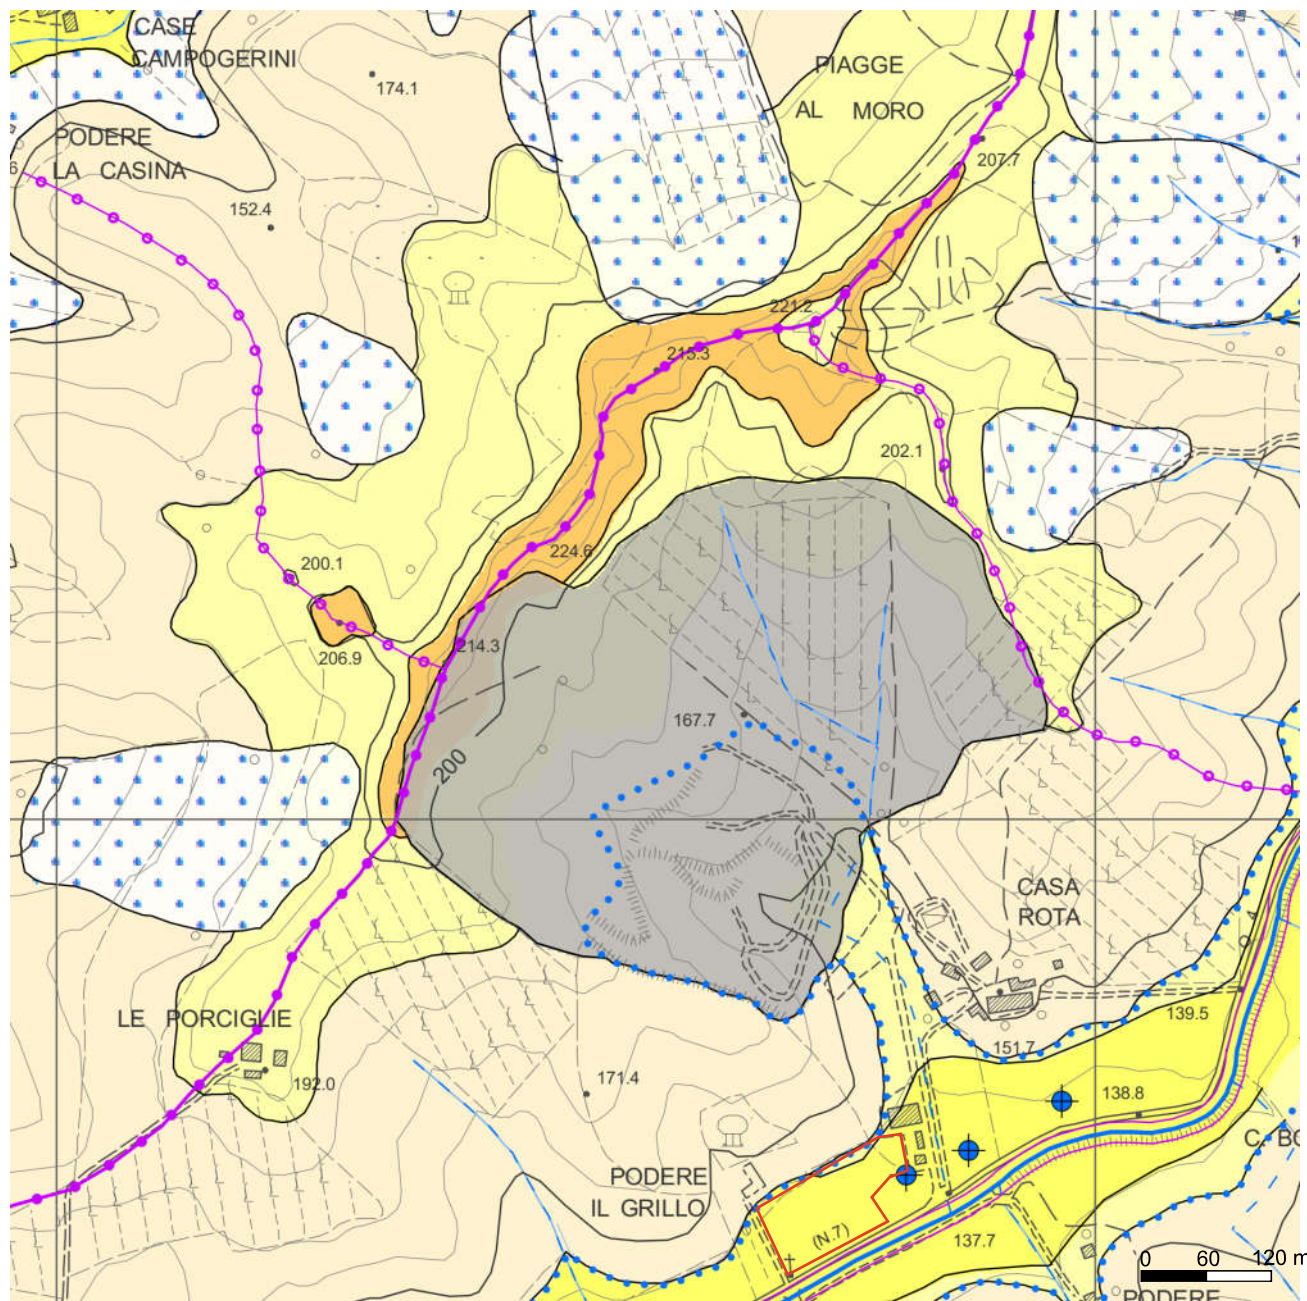 CASE
CAMPOGERINI
PIAGGE
AL MORO
174.1
PODERE
LA CASINA
207.7
152.4
221.2
215.3
202.1
224.6
200.1
206.9
214.3
167.7
200
CASA
ROTA
LE PORCIGLIE
139.5
151.7
192.0
171.4
138.8
PODERE
IL GRILLO
(N.7)
137.7
0 60 120 m
PODERE